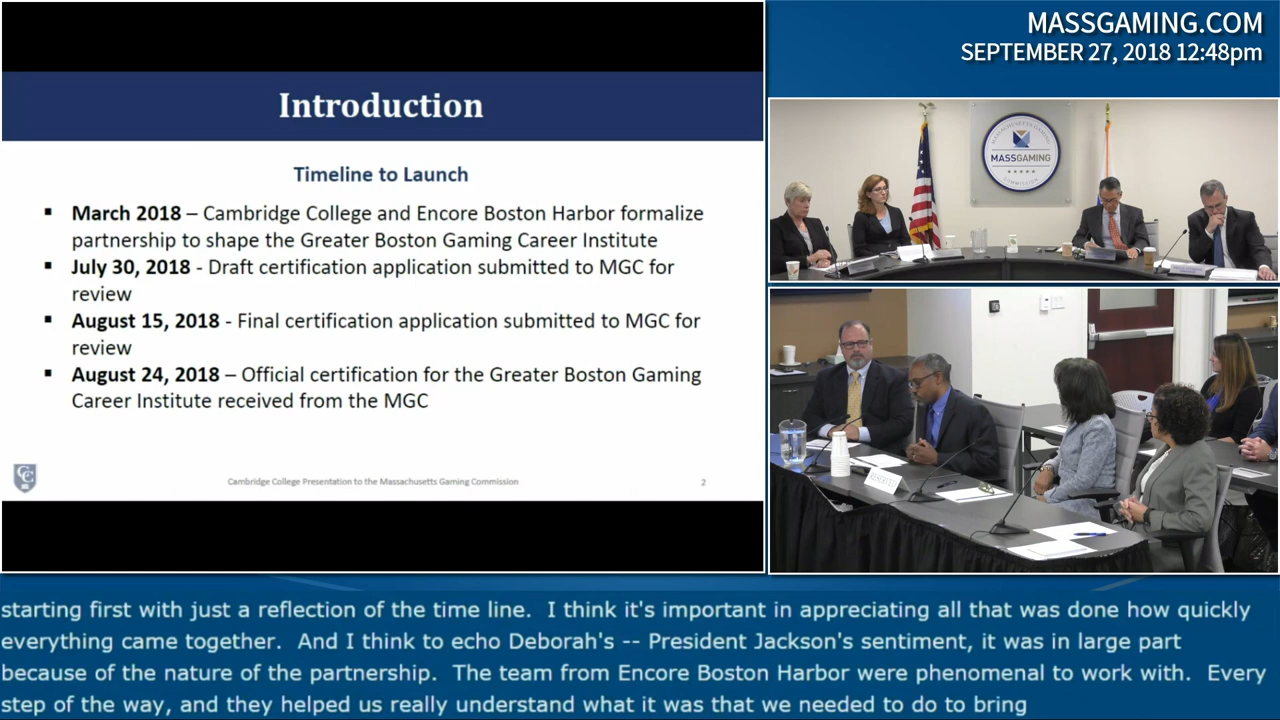 Introduction
Timeline to Launch
▪ March 2018 – Cambridge College and Encore Boston Harbor formalize
partnership to shape the Greater Boston Gaming Career Institute
▪ July 30, 2018 - Draft certification application submitted to MGC for
review
▪ August 15, 2018 - Final certification application submitted to MGC for
review
▪ August 24, 2018 – Official certification for the Greater Boston Gaming
Career Institute received from the MGC
Cambridge College Presentation to the Massachusetts Gaming Commission 2
MASSGAMING.COM
SEPTEMBER 27, 2018 12:48pm
MASSACHUSETTS GAMING
MASSGAMING
COMMISSION
RESERVED
starting first with just a reflection of the time line.  I think it's important in appreciating all that was done how quickly
everything came together.  And I think to echo Deborah's -- President Jackson's sentiment, it was in large part
because of the nature of the partnership.  The team from Encore Boston Harbor were phenomenal to work with.  Every
step of the way, and they helped us really understand what it was that we needed to do to bring